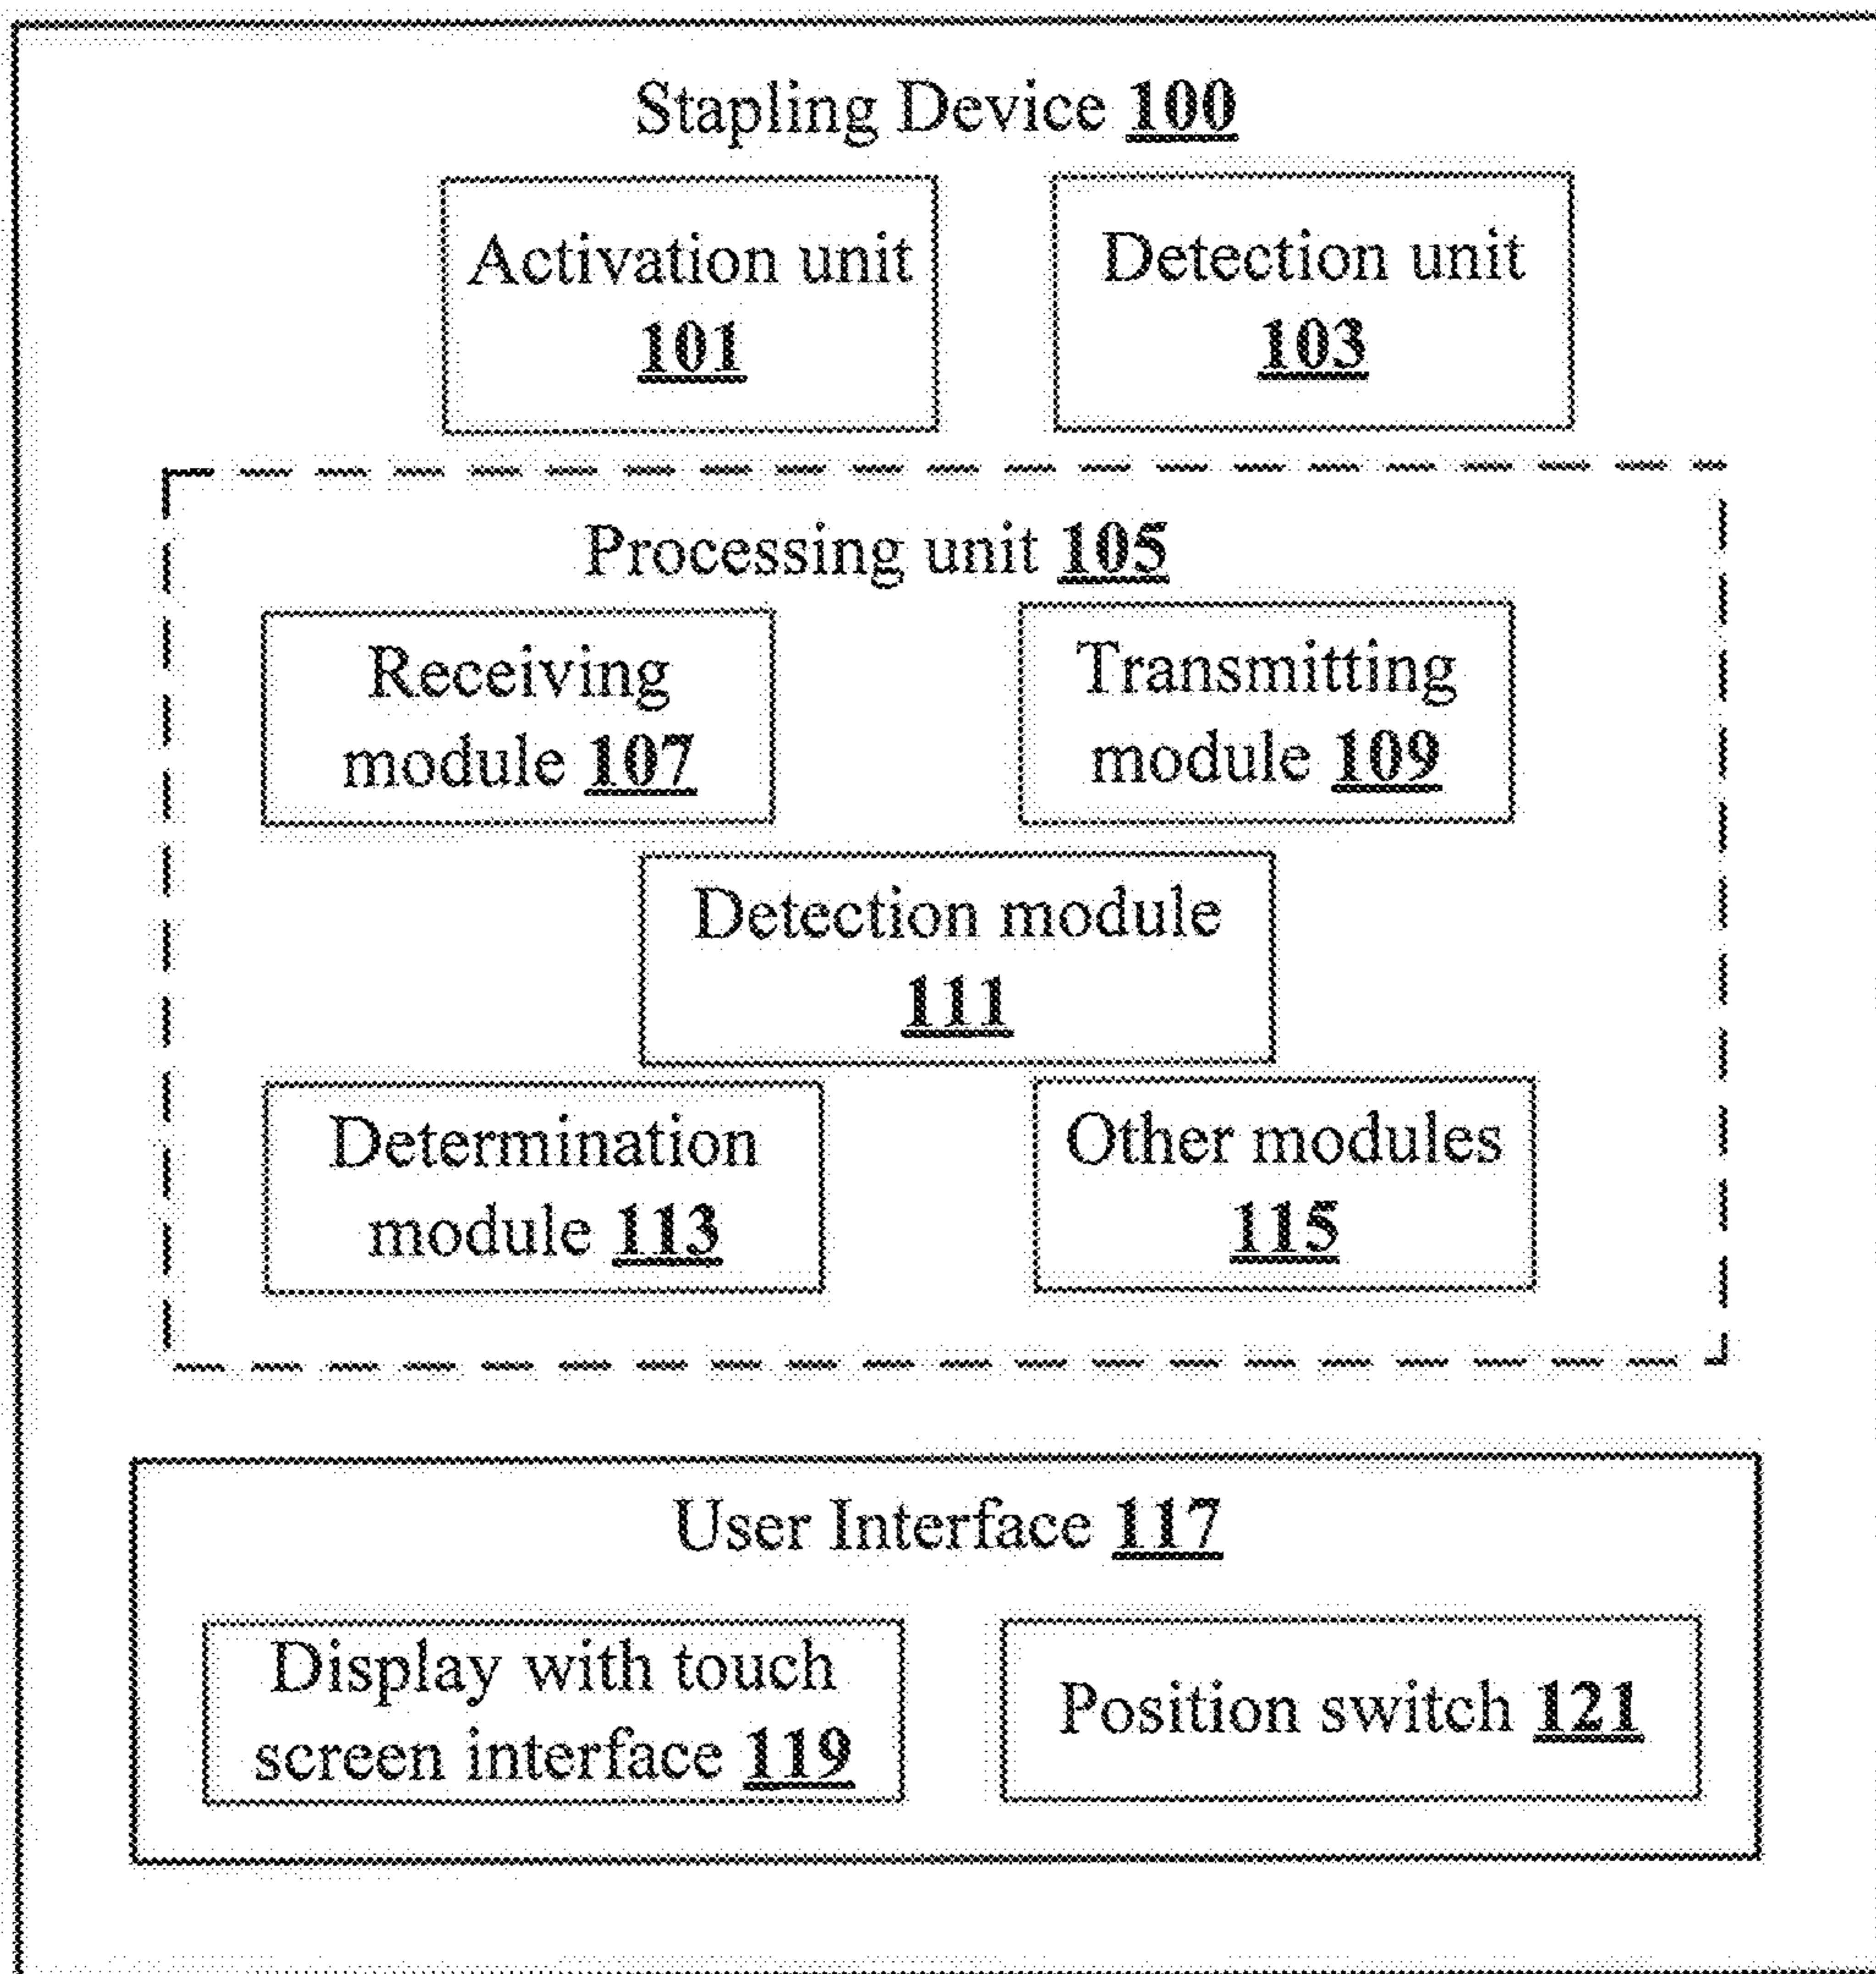 Stapling Device 100
Activation unit
101
Detection unit
103
Processing unit 105
Receiving
module 107
Transmitting
module 109
Detection module
111
Determination
module 113
Other modules
115
User Interface 117
Display with touch
screen interface 119
Position switch 121